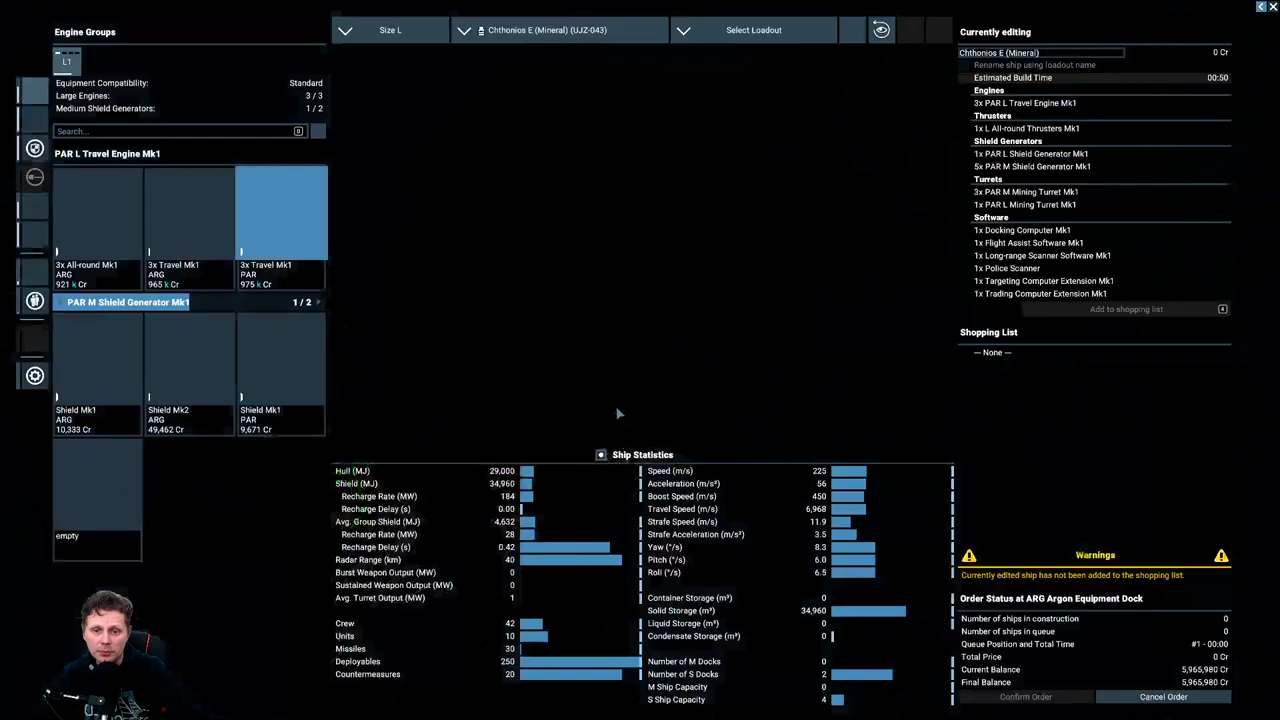 Engine Groups
L1
Equipment Compatibility: Standard
Large Engines: 3 / 3
Medium Shield Generators: 1 / 2
Search...
0
PAR L Travel Engine Mk1
3x All-round Mk1
ARG
921 k Cr
3x Travel Mk1
ARG
965 k Cr
3x Travel Mk1
PAR
975 k Cr
PAR M Shield Generator Mk1 1 / 2
Shield Mk1
ARG
10,333 Cr
Shield Mk2
ARG
49,462 Cr
Shield Mk1
PAR
9,671 Cr
empty
Size L
Chthonios E (Mineral) (UJZ-043)
Select Loadout
Ship Statistics
Hull (MJ) 29,000
Shield (MJ) 34,960
Recharge Rate (MW) 184
Recharge Delay (s) 0.00
Avg. Group Shield (MJ) 4,632
Recharge Rate (MW) 28
Recharge Delay (s) 0.42
Radar Range (km) 40
Burst Weapon Output (MW) 0
Sustained Weapon Output (MW) 0
Avg. Turret Output (MW) 1
Crew 42
Units 10
Missiles 30
Deployables 250
Countermeasures 20
Speed (m/s) 225
Acceleration (m/s²) 56
Boost Speed (m/s) 450
Travel Speed (m/s) 6,968
Strafe Speed (m/s) 11.9
Strafe Acceleration (m/s²) 3.5
Yaw (°/s) 8.3
Pitch (°/s) 6.0
Roll (°/s) 6.5
Container Storage (m³) 0
Solid Storage (m³) 34,960
Liquid Storage (m³) 0
Condensate Storage (m³) 0
Number of M Docks 0
Number of S Docks 2
M Ship Capacity 0
S Ship Capacity 4
Currently editing
Chthonios E (Mineral) 0 Cr
Rename ship using loadout name
Estimated Build Time 00:50
Engines
3x PAR L Travel Engine Mk1
Thrusters
1x L All-round Thrusters Mk1
Shield Generators
1x PAR L Shield Generator Mk1
5x PAR M Shield Generator Mk1
Turrets
3x PAR M Mining Turret Mk1
1x PAR L Mining Turret Mk1
Software
1x Docking Computer Mk1
1x Flight Assist Software Mk1
1x Long-range Scanner Software Mk1
1x Police Scanner
1x Targeting Computer Extension Mk1
1x Trading Computer Extension Mk1
Add to shopping list
4
Shopping List
— None —
Warnings
Currently edited ship has not been added to the shopping list.
Order Status at ARG Argon Equipment Dock
Number of ships in construction 0
Number of ships in queue 0
Queue Position and Total Time #1 - 00:00
Total Price 0 Cr
Current Balance 5,965,980 Cr
Final Balance 5,965,980 Cr
Confirm Order
Cancel Order